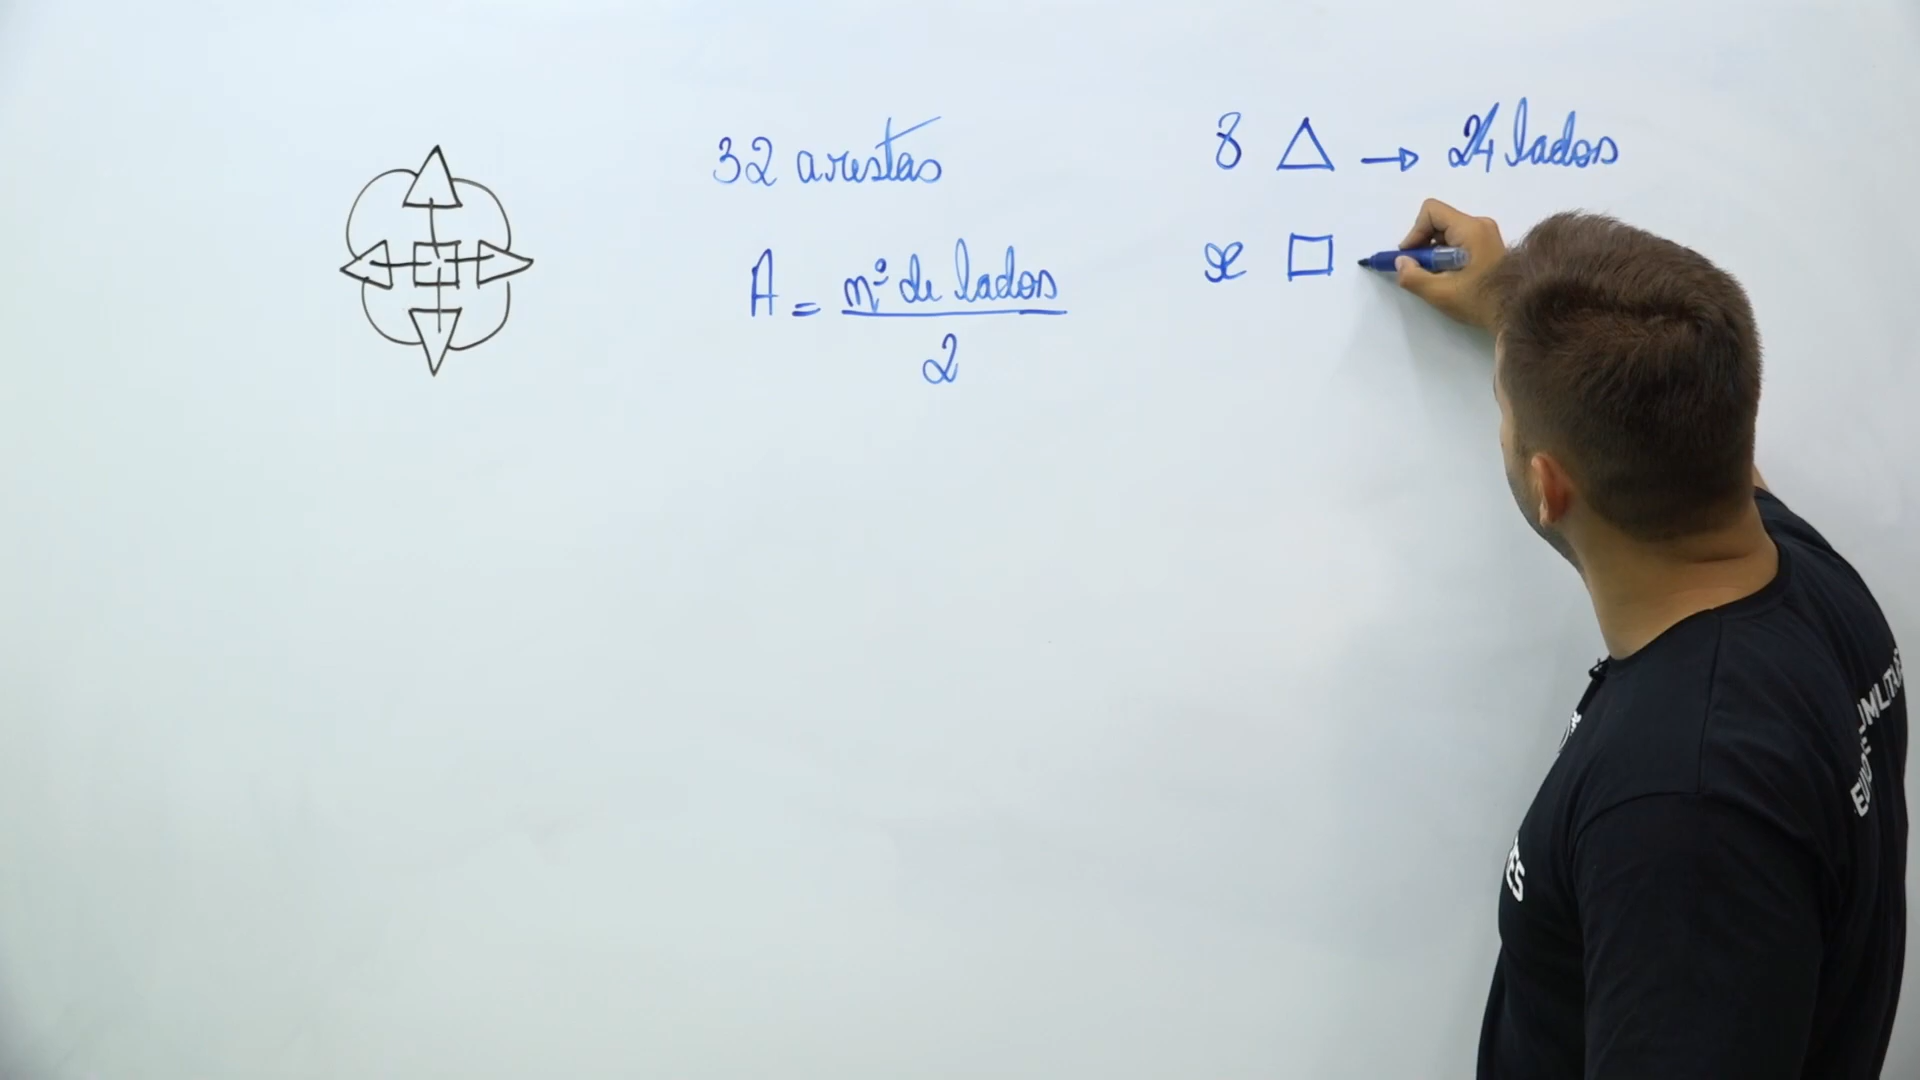 32 arestas
A = nº de lados
2
8 △ → 24 lados
x □